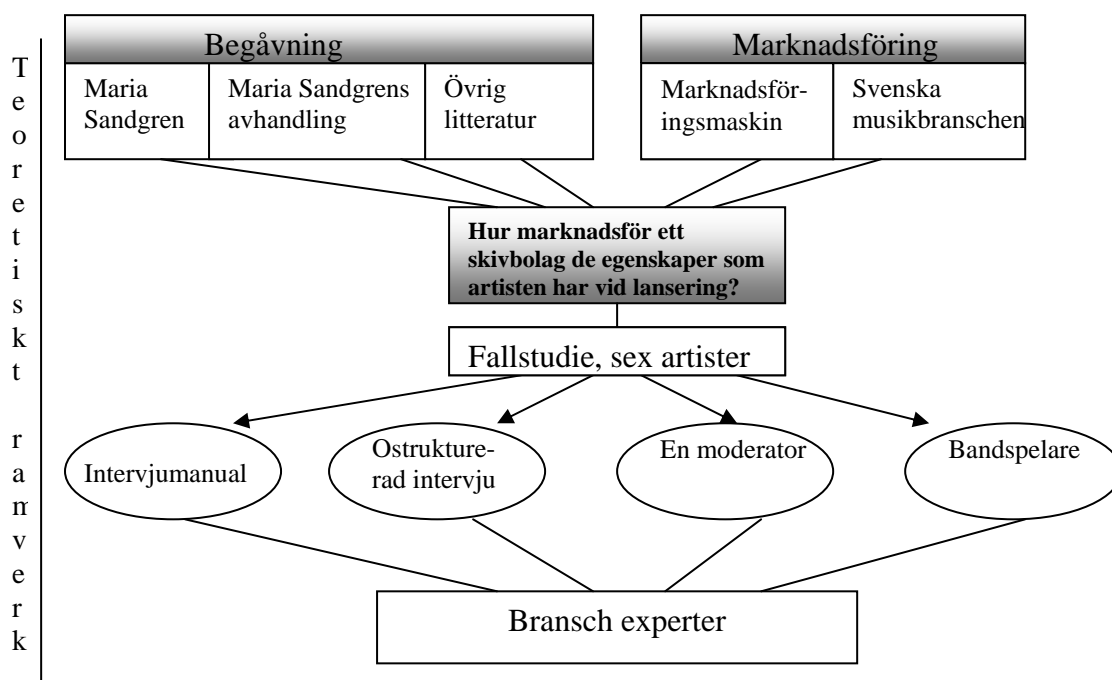 Teoretiskt ramverk
Begåvning
Maria
Sandgren
Maria Sandgrens
avhandling
Övrig
litteratur
Marknadsföring
Marknadsför-
ingsmaskin
Svenska
musikbranschen
Hur marknadsför ett
skivbolag de egenskaper som
artisten har vid lansering?
Fallstudie, sex artister
Intervjumanual
Ostrukture-
rad intervju
En moderator
Bandspelare
Bransch experter